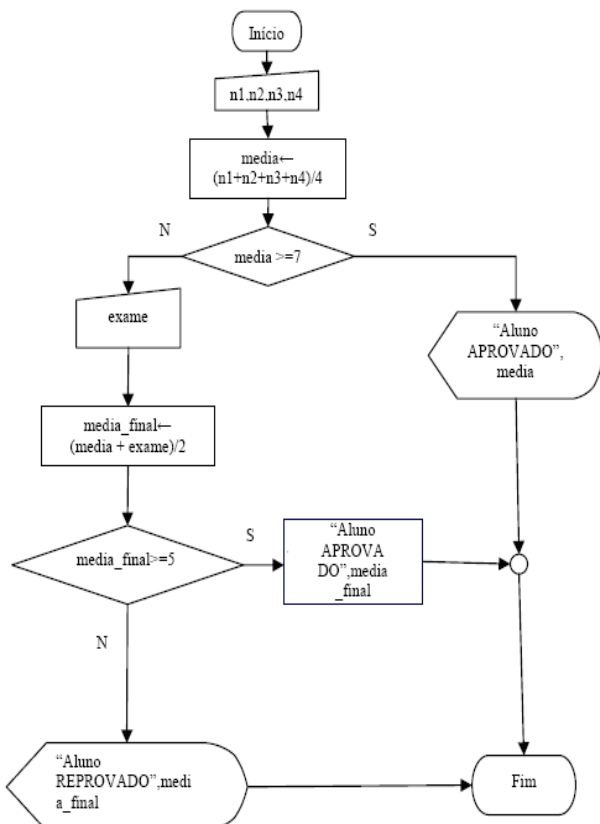 Início
n1,n2,n3,n4
media←
(n1+n2+n3+n4)/4
N
S
media >=7
exame
“Aluno
APROVADO”,
media
media_final←
(media + exame)/2
media_final>=5
S
“Aluno
APROVA
DO”,media
_final
N
“Aluno
REPROVADO”,medi
a_final
Fim